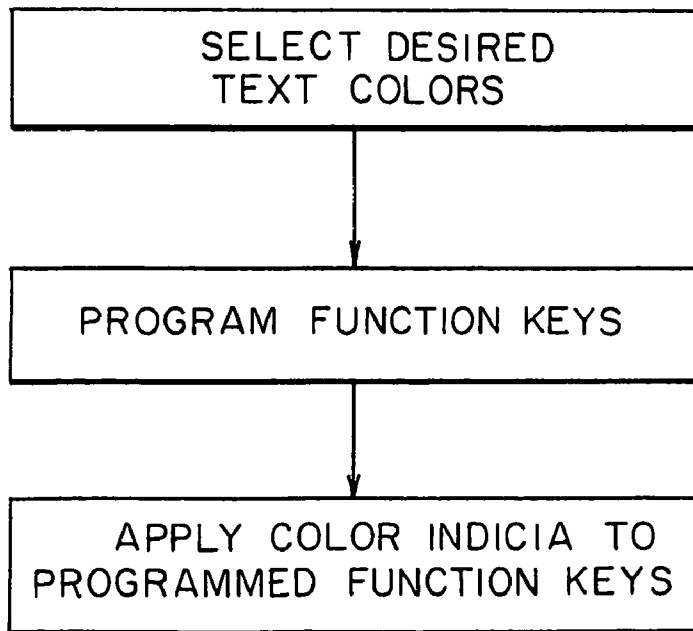 SELECT DESIRED
TEXT COLORS
PROGRAM FUNCTION KEYS
APPLY COLOR INDICIA TO
PROGRAMMED FUNCTION KEYS